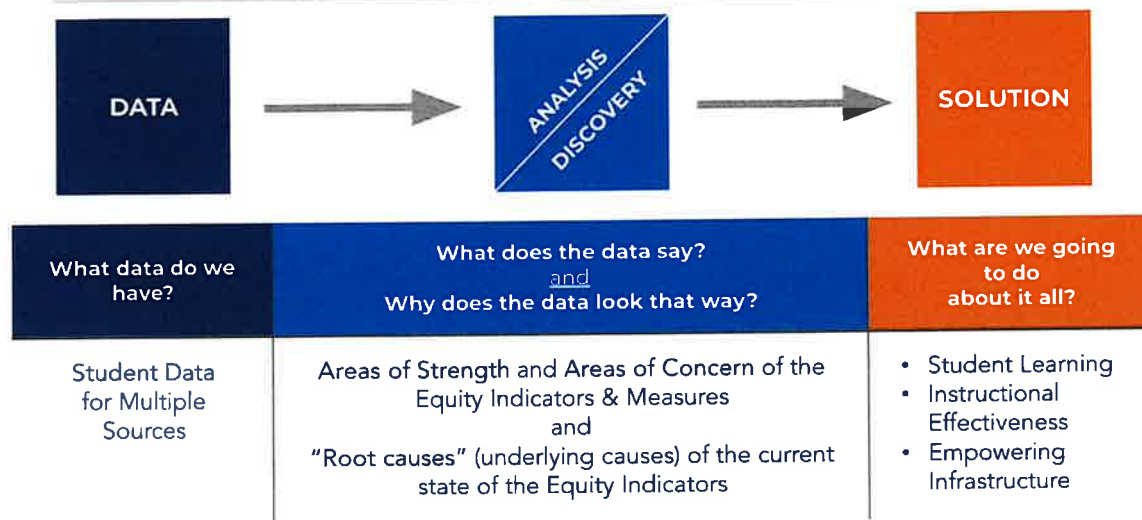 DATA
ANALYSIS
DISCOVERY
SOLUTION
What data do we
have?
What does the data say?
and
Why does the data look that way?
What are we going
to do
about it all?
Student Data
for Multiple
Sources
Areas of Strength and Areas of Concern of the
Equity Indicators & Measures
and
"Root causes" (underlying causes) of the current
state of the Equity Indicators
• Student Learning
• Instructional
Effectiveness
• Empowering
Infrastructure